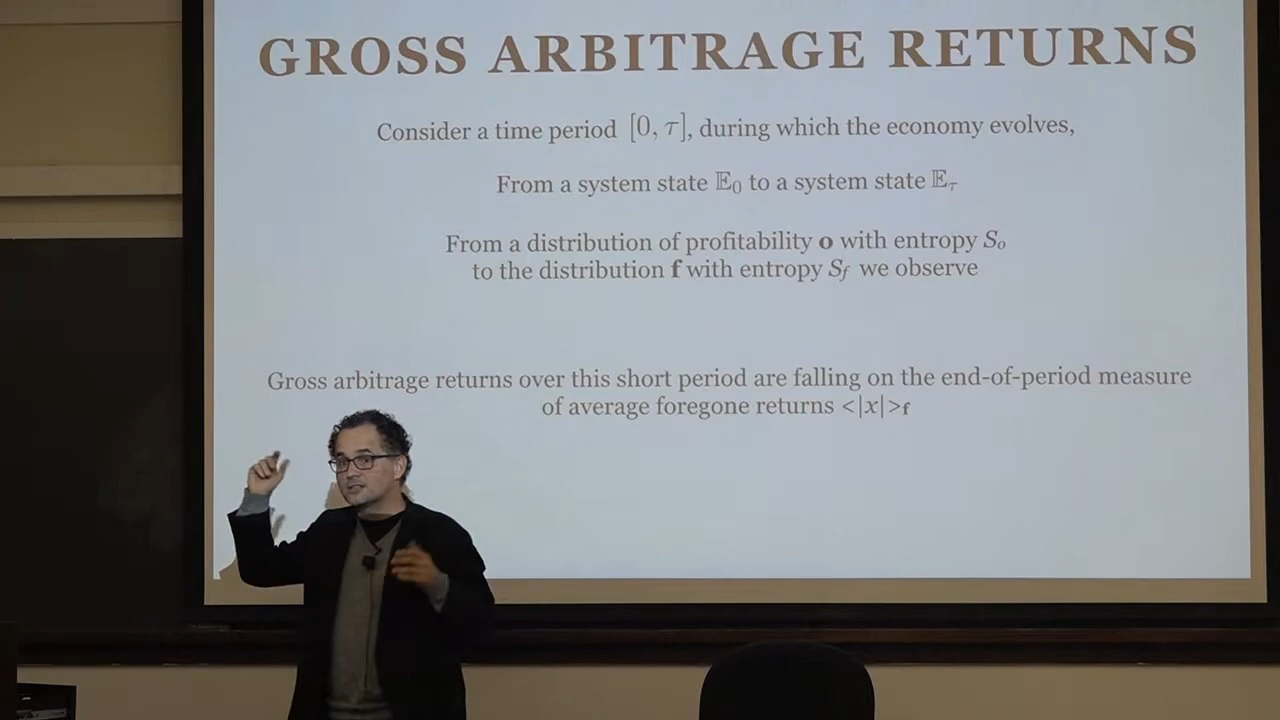 GROSS ARBITRAGE RETURNS
Consider a time period [0, τ], during which the economy evolves,
From a system state 𝔼₀ to a system state 𝔼τ
From a distribution of profitability o with entropy Sₒ
to the distribution f with entropy S_f we observe
Gross arbitrage returns over this short period are falling on the end-of-period measure
of average foregone returns <|x|>f